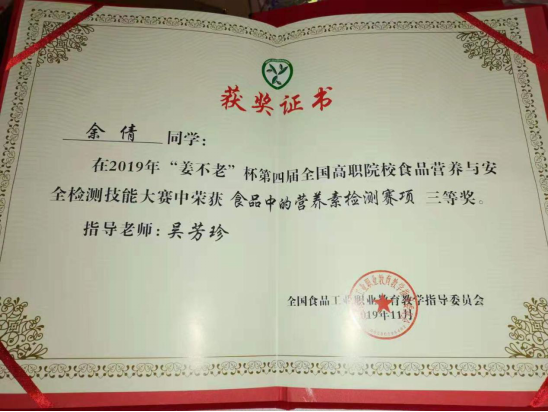 获奖证书
余倩 同学：
在2019年“姜不老”杯第四届全国高职院校食品营养与安
全检测技能大赛中荣获 食品中的营养素检测赛项 三等奖。
指导老师：吴芳珍
全国食品工业职业教育教学指导委员会
2019年11月